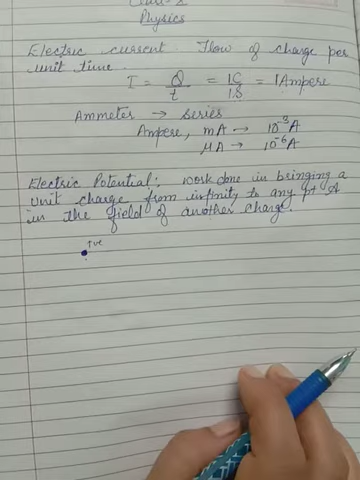 Physics
Electric current Flow of charge per
unit time.
I = Q/t = 1C/1S = 1Ampere
Ammeter → series
Ampere, mA → 10⁻³A
μA → 10⁻⁶A
Electric Potential; work done in bringing a
unit charge from infinity to any pt A
in the field of another charge.
+ve